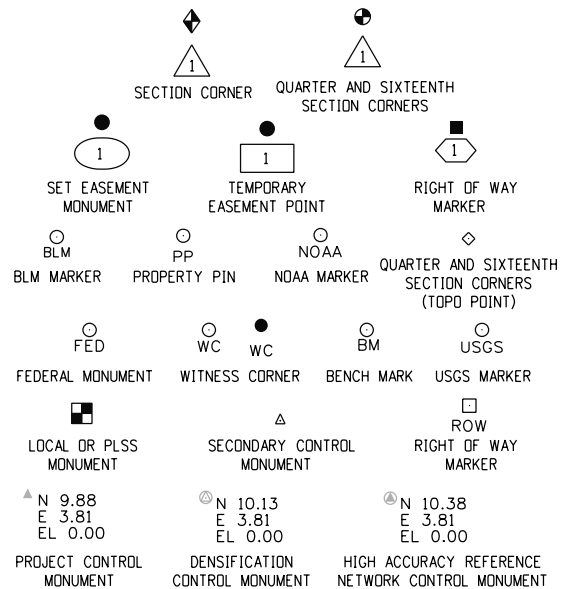 1
1
SECTION CORNER
QUARTER AND SIXTEENTH
SECTION CORNERS
1
1
1
SET EASEMENT
MONUMENT
TEMPORARY
EASEMENT POINT
RIGHT OF WAY
MARKER
BLM
PP
NOAA
BLM MARKER
PROPERTY PIN
NOAA MARKER
QUARTER AND SIXTEENTH
SECTION CORNERS
(TOPO POINT)
FED
WC
WC
BM
USGS
FEDERAL MONUMENT
WITNESS CORNER
BENCH MARK
USGS MARKER
ROW
LOCAL OR PLSS
MONUMENT
SECONDARY CONTROL
MONUMENT
RIGHT OF WAY
MARKER
N 9.88
E 3.81
EL 0.00
N 10.13
E 3.81
EL 0.00
N 10.38
E 3.81
EL 0.00
PROJECT CONTROL
MONUMENT
DENSIFICATION
CONTROL MONUMENT
HIGH ACCURACY REFERENCE
NETWORK CONTROL MONUMENT